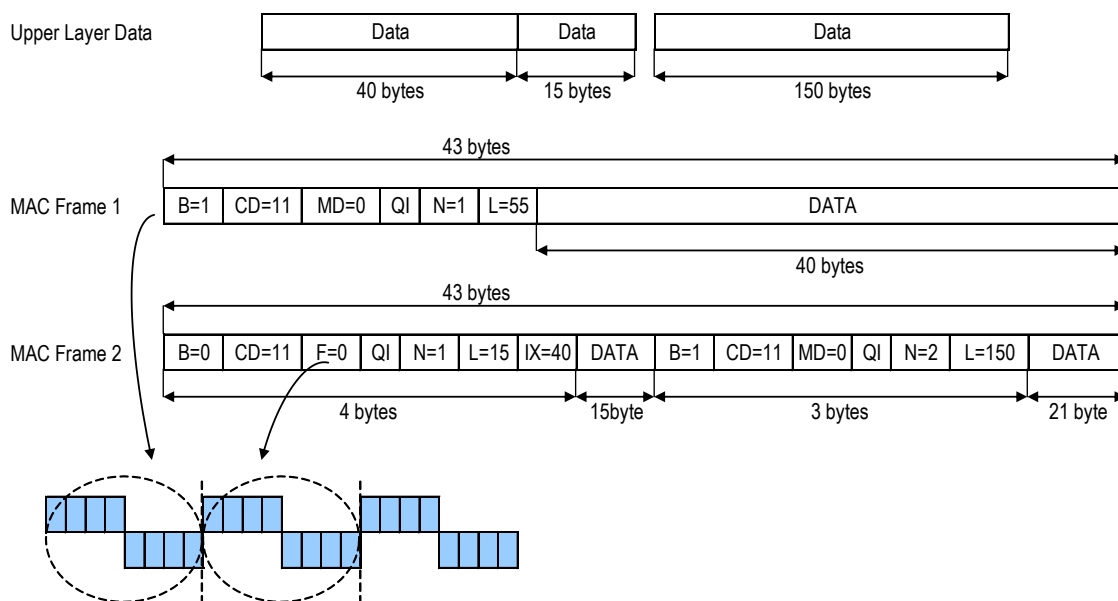 Upper Layer Data Data Data Data
40 bytes 15 bytes 150 bytes
43 bytes
MAC Frame 1 B=1 CD=11 MD=0 QI N=1 L=55 DATA
40 bytes
43 bytes
MAC Frame 2 B=0 CD=11 F=0 QI N=1 L=15 IX=40 DATA B=1 CD=11 MD=0 QI N=2 L=150 DATA
4 bytes 15byte 3 bytes 21 byte